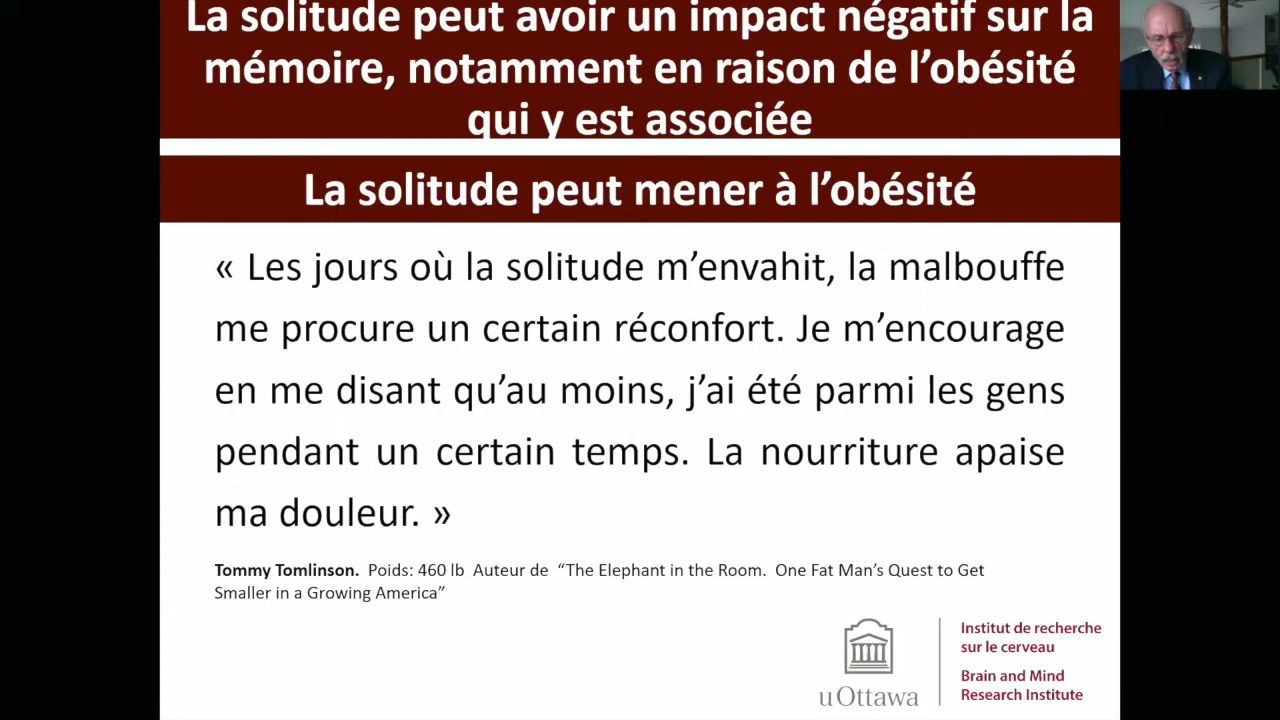 La solitude peut avoir un impact négatif sur la
mémoire, notamment en raison de l’obésité
qui y est associée
La solitude peut mener à l’obésité
« Les jours où la solitude m’envahit, la malbouffe
me procure un certain réconfort. Je m’encourage
en me disant qu’au moins, j’ai été parmi les gens
pendant un certain temps. La nourriture apaise
ma douleur. »
Tommy Tomlinson. Poids: 460 lb Auteur de “The Elephant in the Room. One Fat Man’s Quest to Get
Smaller in a Growing America”
uOttawa
Institut de recherche
sur le cerveau
Brain and Mind
Research Institute